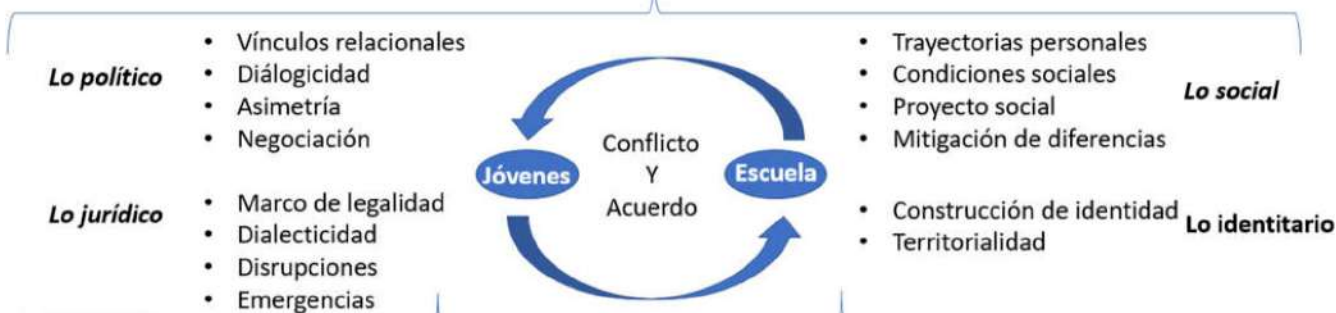 Lo político
• Vínculos relacionales
• Diálogicidad
• Asimetría
• Negociación
Lo jurídico
• Marco de legalidad
• Dialecticidad
• Disrupciones
• Emergencias
Jóvenes
Conflicto
Y
Acuerdo
Escuela
• Trayectorias personales
• Condiciones sociales
• Proyecto social
• Mitigación de diferencias
Lo social
• Construcción de identidad
• Territorialidad
Lo identitario